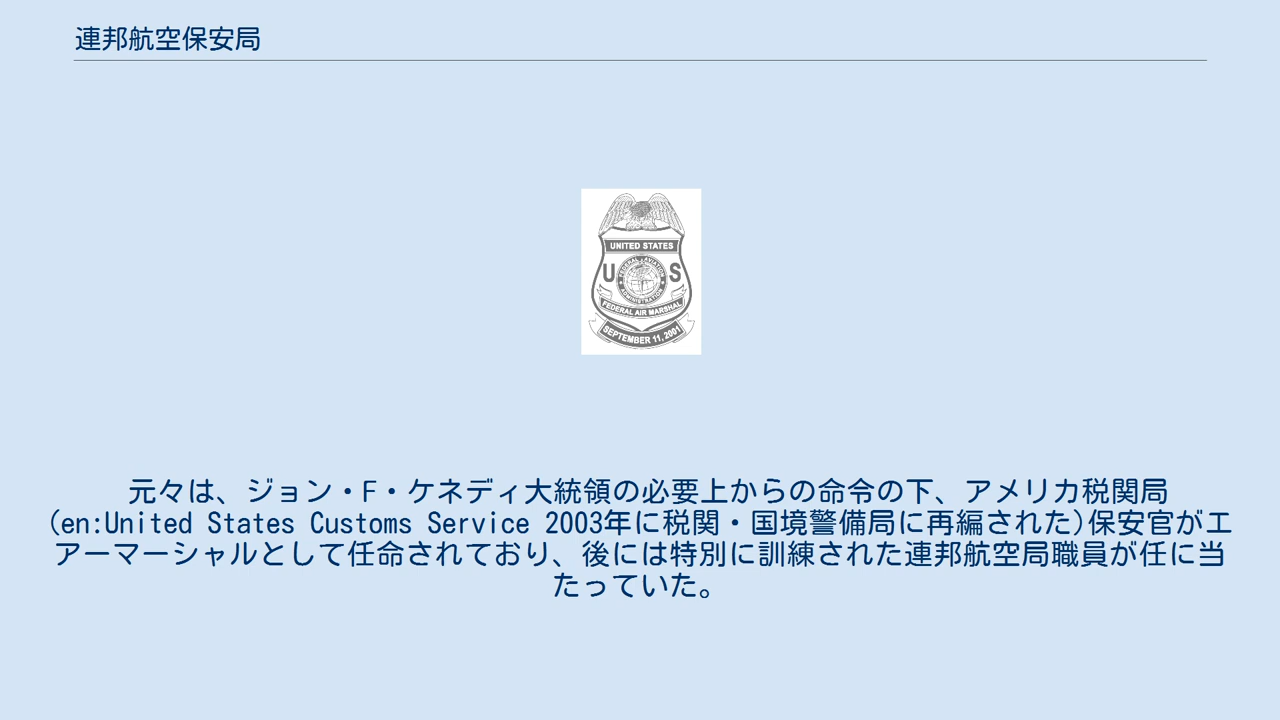 連邦航空保安局
UNITED STATES
U S
FEDERAL AVIATION
ADMINISTRATION
FEDERAL AIR MARSHAL
SEPTEMBER 11, 2001
元々は、ジョン・F・ケネディ大統領の必要上からの命令の下、アメリカ税関局
(en:United States Customs Service 2003年に税関・国境警備局に再編された)保安官がエ
アーマーシャルとして任命されており、後には特別に訓練された連邦航空局職員が任に当
たっていた。